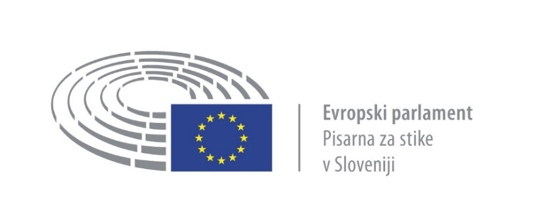 Evropski parlament
Pisarna za stike
v Sloveniji